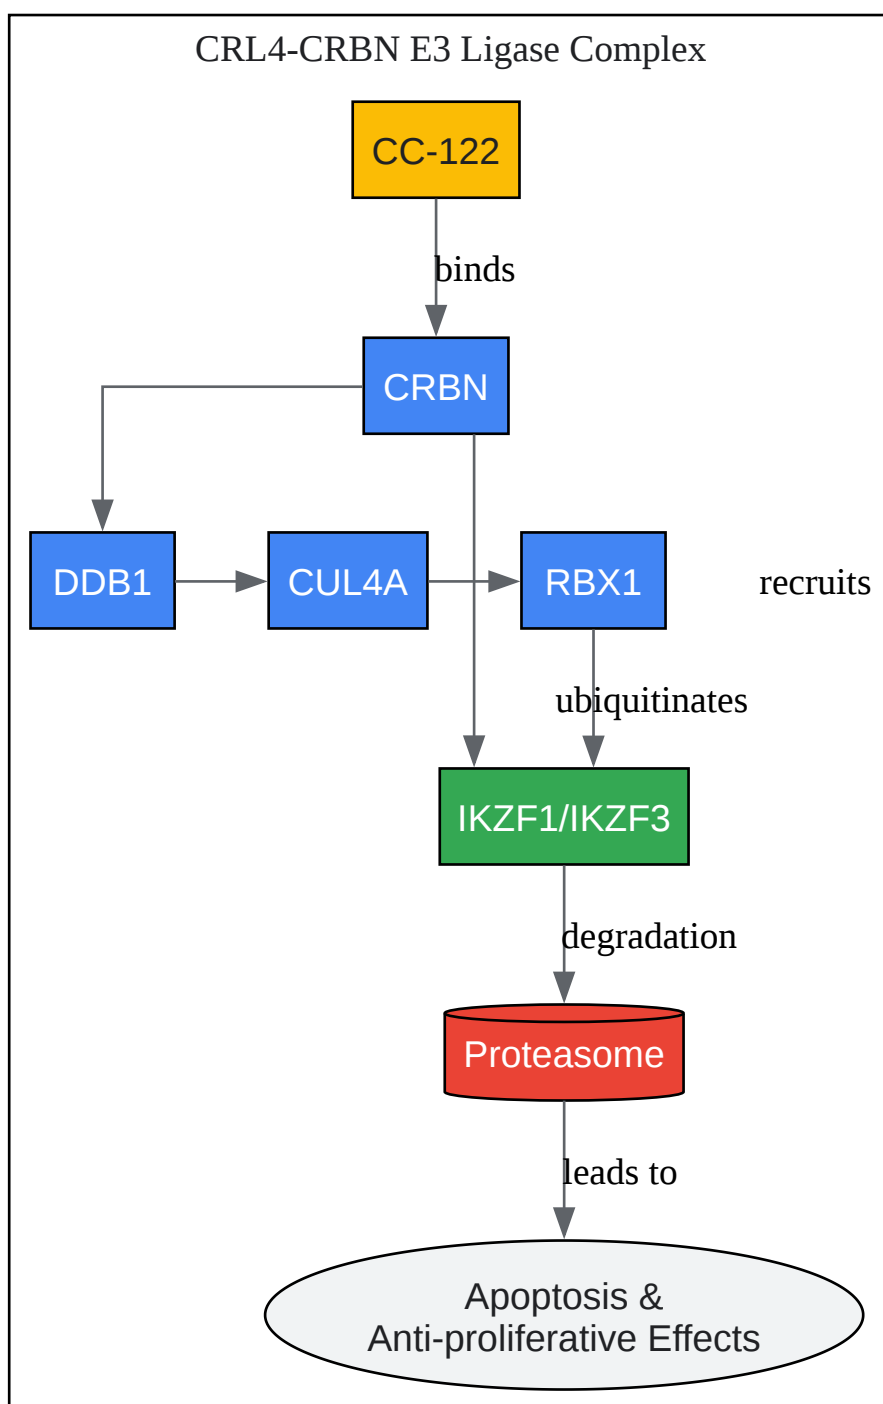 CRL4-CRBN E3 Ligase Complex
CC-122
binds
CRBN
DDB1
CUL4A
RBX1
recruits
ubiquitinates
IKZF1/IKZF3
degradation
Proteasome
leads to
Apoptosis &
Anti-proliferative Effects